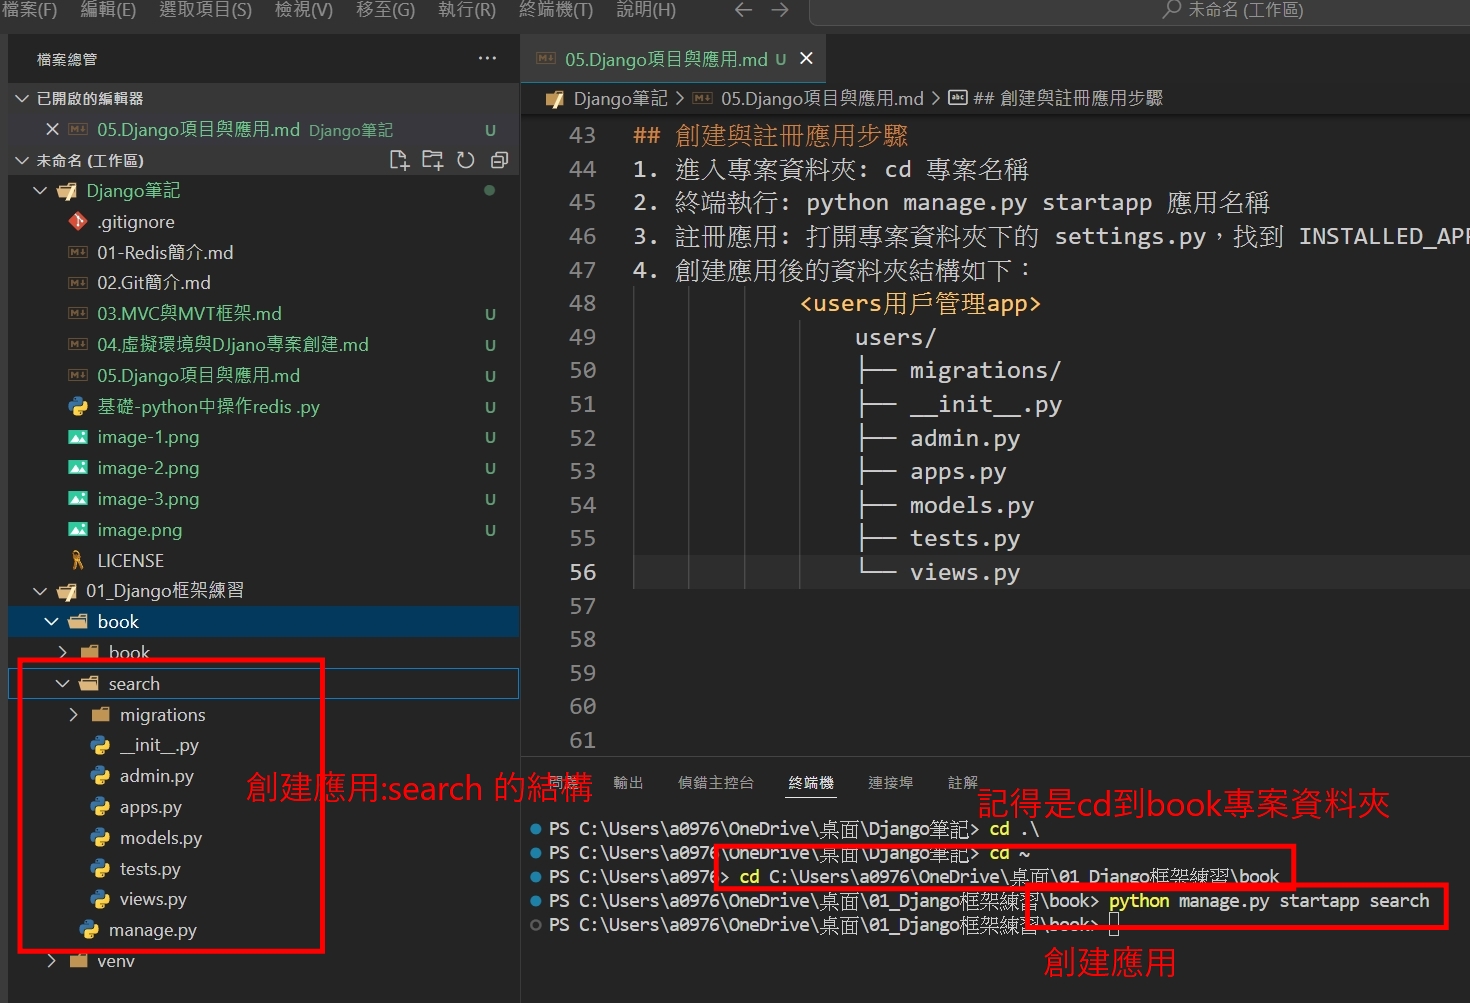 檔案(F) 編輯(E) 選取項目(S) 檢視(V) 移至(G) 執行(R) 終端機(T) 說明(H) 未命名 (工作區)
檔案總管
已開啟的編輯器
05.Django項目與應用.md Django筆記 U
未命名 (工作區)
Django筆記
.gitignore
01-Redis簡介.md
02.Git簡介.md
03.MVC與MVT框架.md U
04.虛擬環境與DJjano專案創建.md U
05.Django項目與應用.md U
基礎-python中操作redis .py U
image-1.png U
image-2.png U
image-3.png U
image.png U
LICENSE
01_Django框架練習
book
book
search
migrations
__init__.py
admin.py
apps.py
models.py
tests.py
views.py
manage.py
venv
創建應用:search 的結構
05.Django項目與應用.md U
Django筆記 > 05.Django項目與應用.md > ## 創建與註冊應用步驟
43 ## 創建與註冊應用步驟
44 1. 進入專案資料夾: cd 專案名稱
45 2. 終端執行: python manage.py startapp 應用名稱
46 3. 註冊應用: 打開專案資料夾下的 settings.py，找到 INSTALLED_APP
47 4. 創建應用後的資料夾結構如下：
48 <users用戶管理app>
49 users/
50 ├── migrations/
51 ├── __init__.py
52 ├── admin.py
53 ├── apps.py
54 ├── models.py
55 ├── tests.py
56 └── views.py
57
58
59
60
61
問題 輸出 偵錯主控台 終端機 連接埠 註解
記得是cd到book專案資料夾
PS C:\Users\a0976\OneDrive\桌面\Django筆記> cd .\
PS C:\Users\a0976\OneDrive\桌面\Django筆記> cd ~
PS C:\Users\a0976> cd C:\Users\a0976\OneDrive\桌面\01_Django框架練習\book
PS C:\Users\a0976\OneDrive\桌面\01_Django框架練習\book> python manage.py startapp search
PS C:\Users\a0976\OneDrive\桌面\01_Django框架練習\book>
創建應用